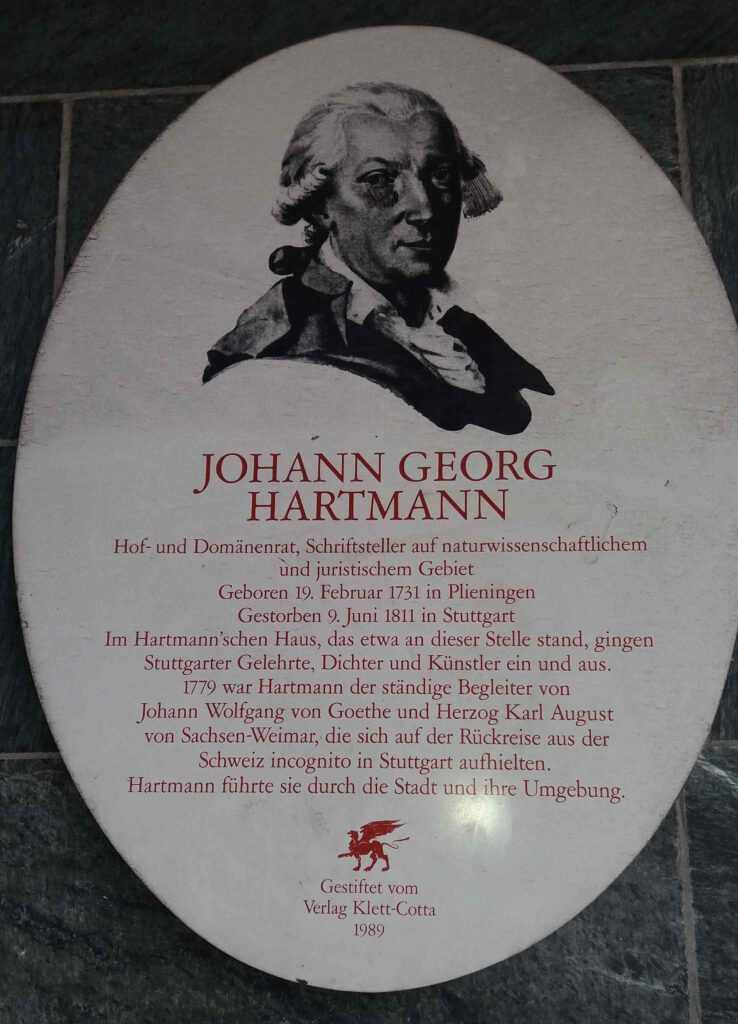 JOHANN GEORG
HARTMANN
Hof- und Domänenrat, Schriftsteller auf naturwissenschaftlichem
und juristischem Gebiet
Geboren 19. Februar 1731 in Plieningen
Gestorben 9. Juni 1811 in Stuttgart
Im Hartmann'schen Haus, das etwa an dieser Stelle stand, gingen
Stuttgarter Gelehrte, Dichter und Künstler ein und aus.
1779 war Hartmann der ständige Begleiter von
Johann Wolfgang von Goethe und Herzog Karl August
von Sachsen-Weimar, die sich auf der Rückreise aus der
Schweiz incognito in Stuttgart aufhielten.
Hartmann führte sie durch die Stadt und ihre Umgebung.
Gestiftet vom
Verlag Klett-Cotta
1989